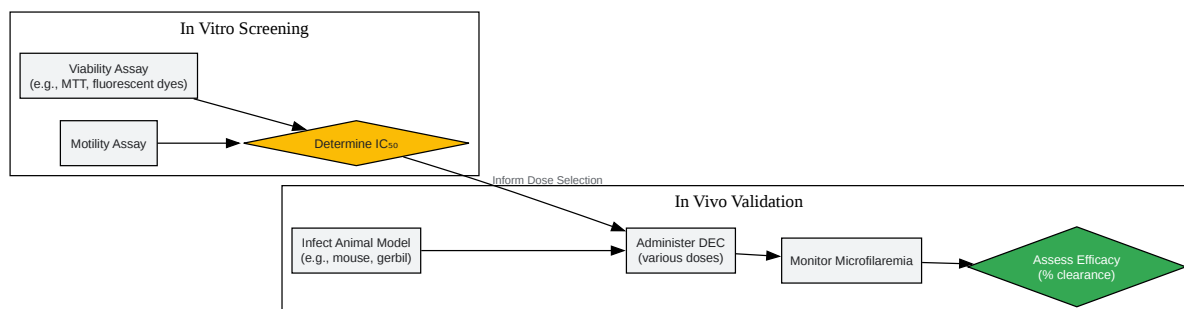 In Vitro Screening
Viability Assay
(e.g., MTT, fluorescent dyes)
Motility Assay
Determine IC₅₀
Inform Dose Selection
In Vivo Validation
Infect Animal Model
(e.g., mouse, gerbil)
Administer DEC
(various doses)
Monitor Microfilaremia
Assess Efficacy
(% clearance)